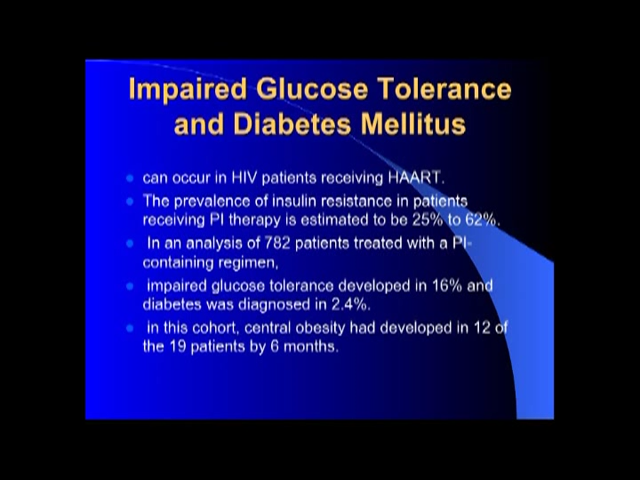 Impaired Glucose Tolerance
and Diabetes Mellitus
can occur in HIV patients receiving HAART.
The prevalence of insulin resistance in patients
receiving PI therapy is estimated to be 25% to 62%.
In an analysis of 782 patients treated with a PI-
containing regimen,
impaired glucose tolerance developed in 16% and
diabetes was diagnosed in 2.4%.
in this cohort, central obesity had developed in 12 of
the 19 patients by 6 months.